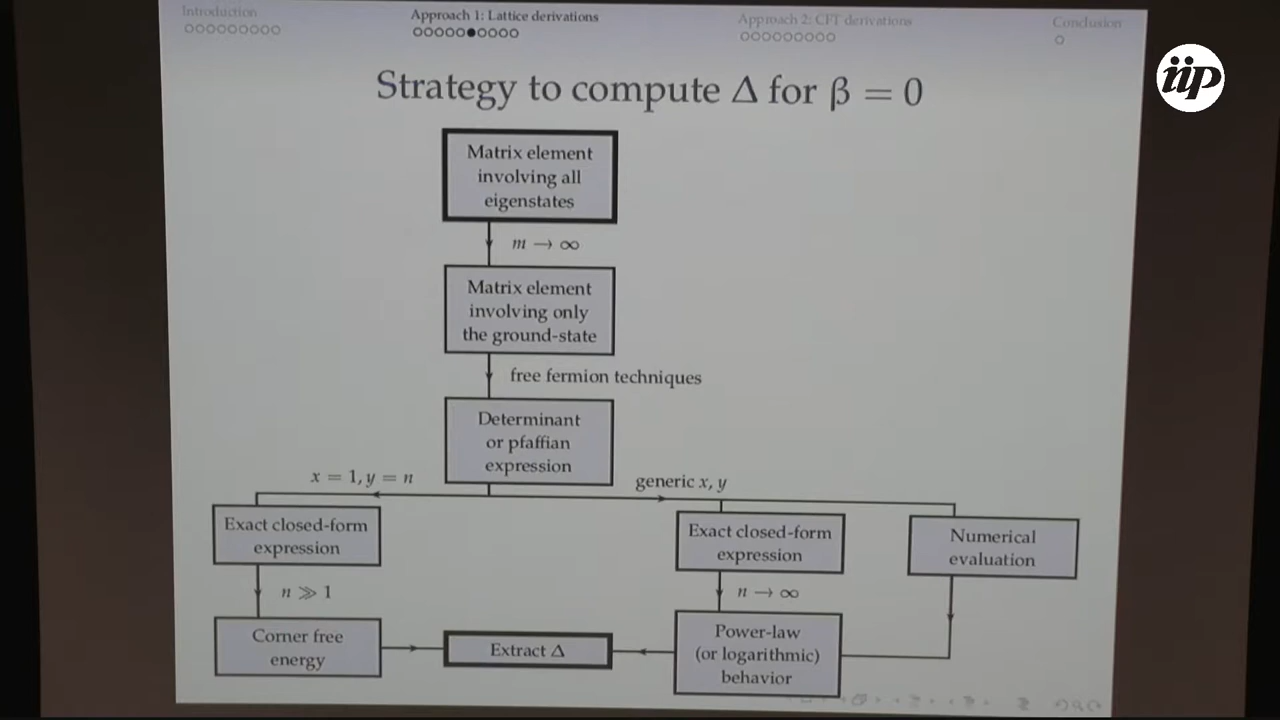 Introduction
Approach 1: Lattice derivations
Approach 2: CFT derivations
Conclusion
iip
Strategy to compute Δ for β = 0
Matrix element
involving all
eigenstates
m → ∞
Matrix element
involving only
the ground-state
free fermion techniques
Determinant
or pfaffian
expression
x = 1, y = n
generic x, y
Exact closed-form
expression
Exact closed-form
expression
Numerical
evaluation
n ≫ 1
n → ∞
Corner free
energy
Extract Δ
Power-law
(or logarithmic)
behavior